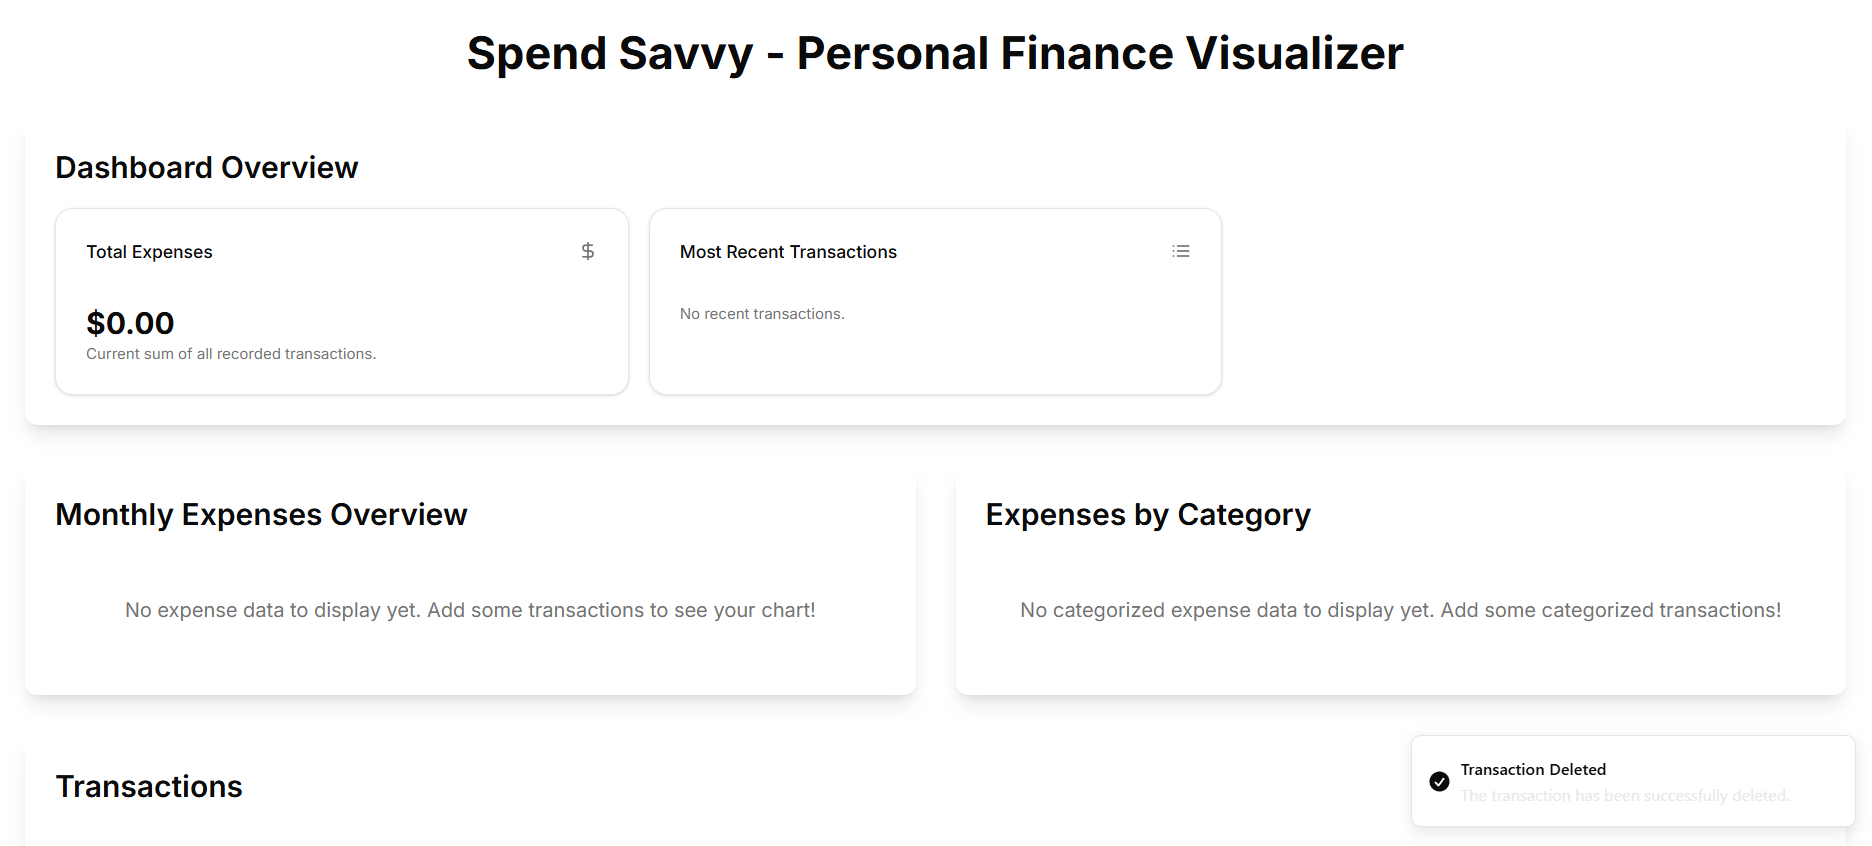 Spend Savvy - Personal Finance Visualizer
Dashboard Overview
Total Expenses
$0.00
Current sum of all recorded transactions.
Most Recent Transactions
No recent transactions.
Monthly Expenses Overview
No expense data to display yet. Add some transactions to see your chart!
Expenses by Category
No categorized expense data to display yet. Add some categorized transactions!
Transactions
Transaction Deleted
The transaction has been successfully deleted.